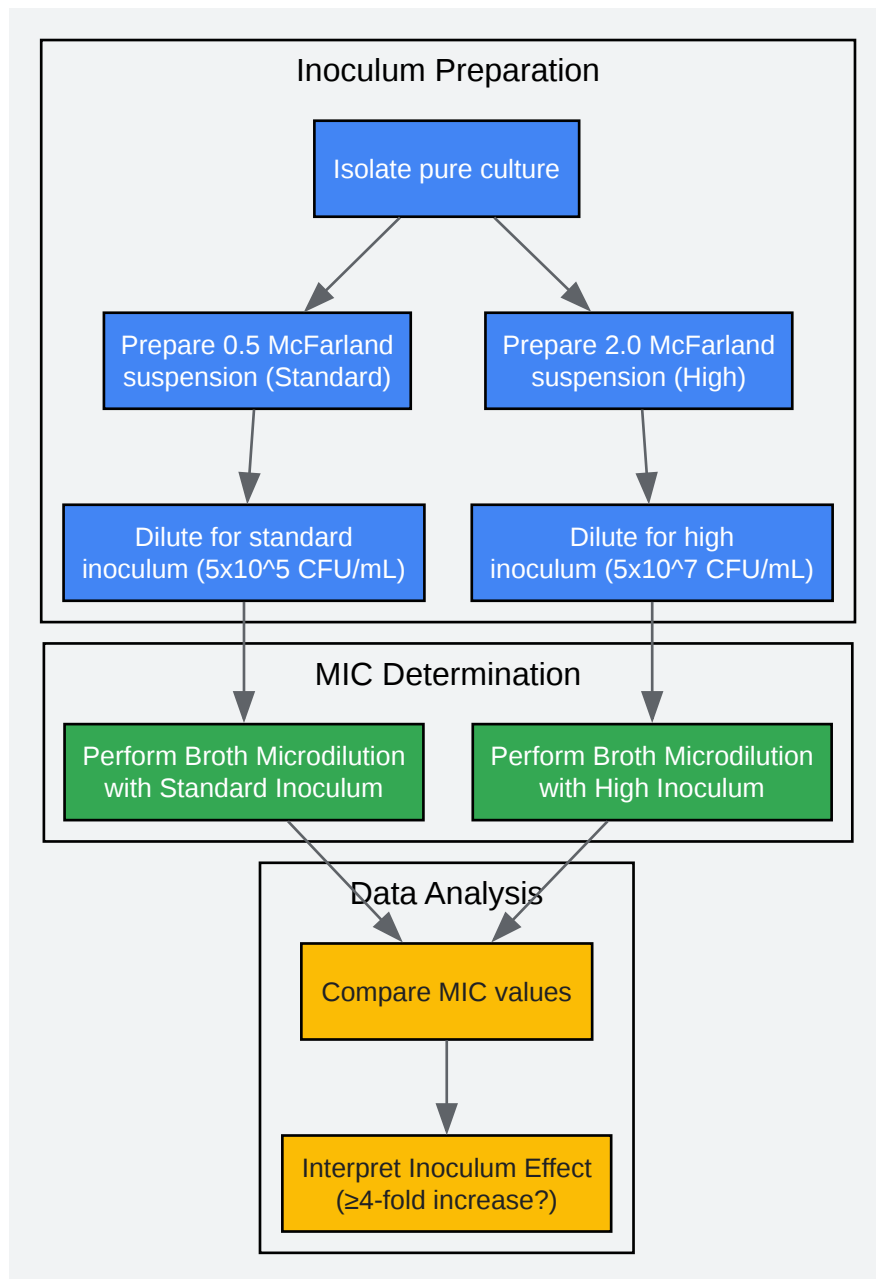 Inoculum Preparation
Isolate pure culture
Prepare 0.5 McFarland
suspension (Standard)
Prepare 2.0 McFarland
suspension (High)
Dilute for standard
inoculum (5x10^5 CFU/mL)
Dilute for high
inoculum (5x10^7 CFU/mL)
MIC Determination
Perform Broth Microdilution
with Standard Inoculum
Perform Broth Microdilution
with High Inoculum
Data Analysis
Compare MIC values
Interpret Inoculum Effect
(≥4-fold increase?)